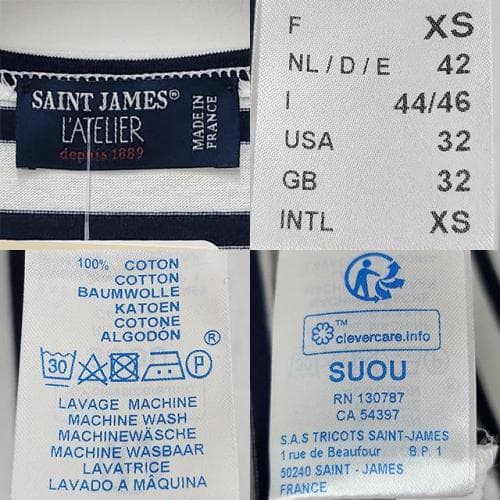 SAINT JAMES®
L'ATELIER
depuis 1889
MADE IN
FRANCE
F XS
NL / D / E 42
I 44/46
USA 32
GB 32
INTL XS
100% COTON
COTTON
BAUMWOLLE
KATOEN
COTONE
ALGODÓN
®
30 P
LAVAGE MACHINE
MACHINE WASH
MACHINEWÄSCHE
MACHINE WASBAAR
LAVATRICE
LAVADO A MÁQUINA
TM
clevercare.info
SUOU
RN 130787
CA 54397
S.A.S TRICOTS SAINT-JAMES
1 rue de Beaufour B P. 1
50240 SAINT - JAMES
FRANCE